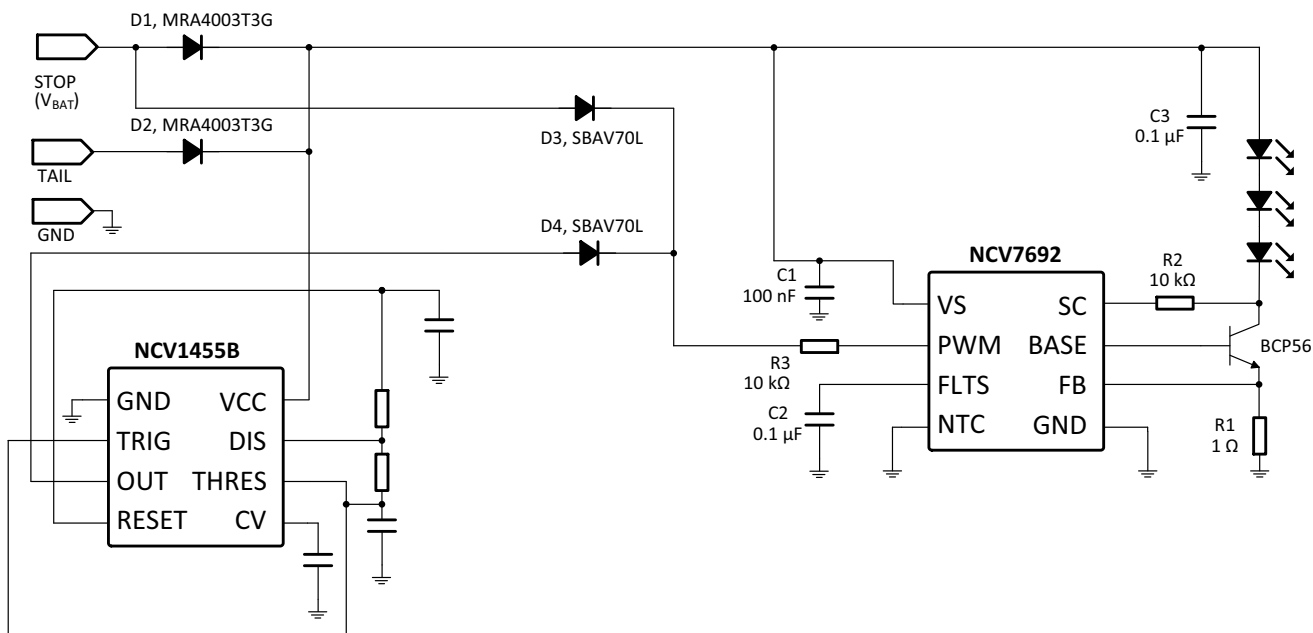 D1, MRA4003T3G
STOP
(VBAT)
D2, MRA4003T3G
TAIL
GND
D3, SBAV70L
D4, SBAV70L
C3
0.1 µF
NCV7692
C1
100 nF
R2
10 kΩ
VS
SC
PWM
BASE
BCP56
R3
10 kΩ
FLTS
FB
C2
0.1 µF
NTC
GND
R1
1 Ω
NCV1455B
GND
VCC
TRIG
DIS
OUT
THRES
RESET
CV